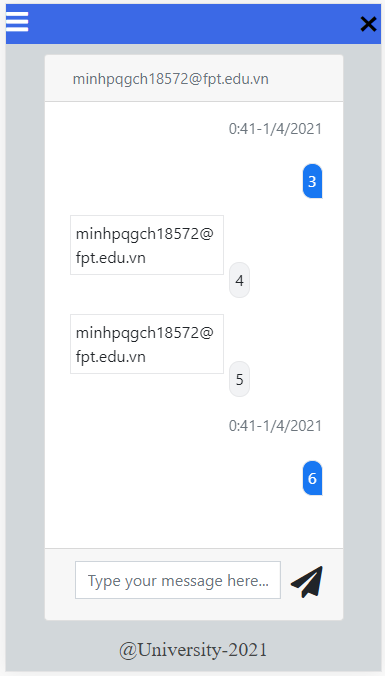 minhpqgch18572@fpt.edu.vn
0:41-1/4/2021
3
minhpqgch18572@
fpt.edu.vn
4
minhpqgch18572@
fpt.edu.vn
5
0:41-1/4/2021
6
Type your message here...
@University-2021